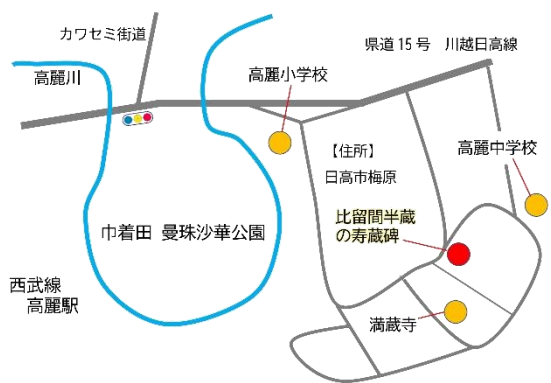 カワセミ街道
県道15号 川越日高線
高麗川
高麗小学校
【住所】
日高市梅原
高麗中学校
比留間半蔵
の寿蔵碑
巾着田 曼珠沙華公園
西武線
高麗駅
満蔵寺